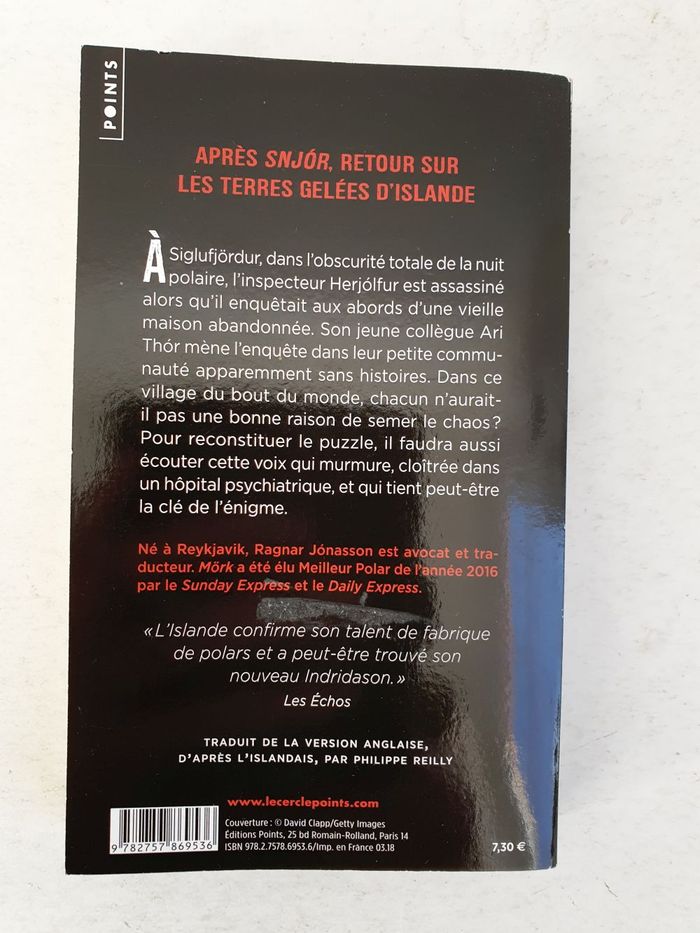 POINTS
APRÈS SNJÓR, RETOUR SUR
LES TERRES GELÉES D'ISLANDE
À Siglufjördur, dans l'obscurité totale de la nuit
polaire, l'inspecteur Herjólfur est assassiné
alors qu'il enquêtait aux abords d'une vieille
maison abandonnée. Son jeune collègue Ari
Thór mène l'enquête dans leur petite commu-
nauté apparemment sans histoires. Dans ce
village du bout du monde, chacun n'aurait-
il pas une bonne raison de semer le chaos ?
Pour reconstituer le puzzle, il faudra aussi
écouter cette voix qui murmure, cloîtrée dans
un hôpital psychiatrique, et qui tient peut-être
la clé de l'énigme.
Né à Reykjavik, Ragnar Jónasson est avocat et tra-
ducteur. Mörk a été élu Meilleur Polar de l'année 2016
par le Sunday Express et le Daily Express.
« L'Islande confirme son talent de fabrique
de polars et a peut-être trouvé son
nouveau Indridason. »
Les Échos
TRADUIT DE LA VERSION ANGLAISE,
D'APRÈS L'ISLANDAIS, PAR PHILIPPE REILLY
www.lecerclepoints.com
Couverture : © David Clapp/Getty Images
Éditions Points, 25 bd Romain-Rolland, Paris 14
ISBN 978.2.7578.6953.6/Imp. en France 03.18
9 782757 869536
7,30 €